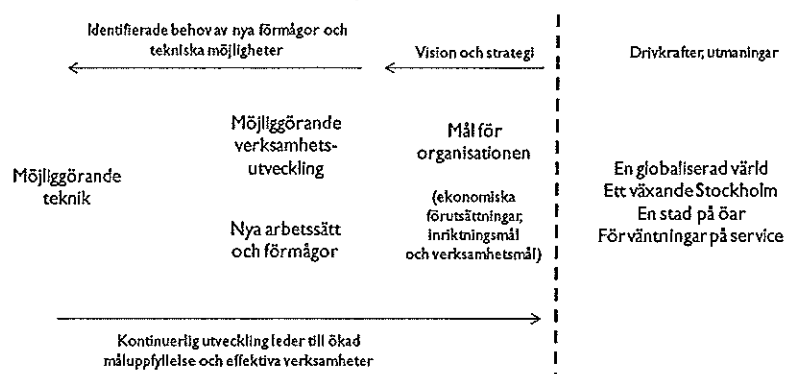 Identifierade behov av nya förmågor och
tekniska möjligheter
Vision och strategi
Drivkrafter, utmaningar
Möjliggörande
teknik
Möjliggörande
verksamhets-
utveckling
Nya arbetssätt
och förmågor
Mål för
organisationen
(ekonomiska
förutsättningar,
inriktningsmål
och verksamhetsmål)
En globaliserad värld
Ett växande Stockholm
En stad på öar
Förväntningar på service
Kontinuerlig utveckling leder till ökad
måluppfyllelse och effektiva verksamheter